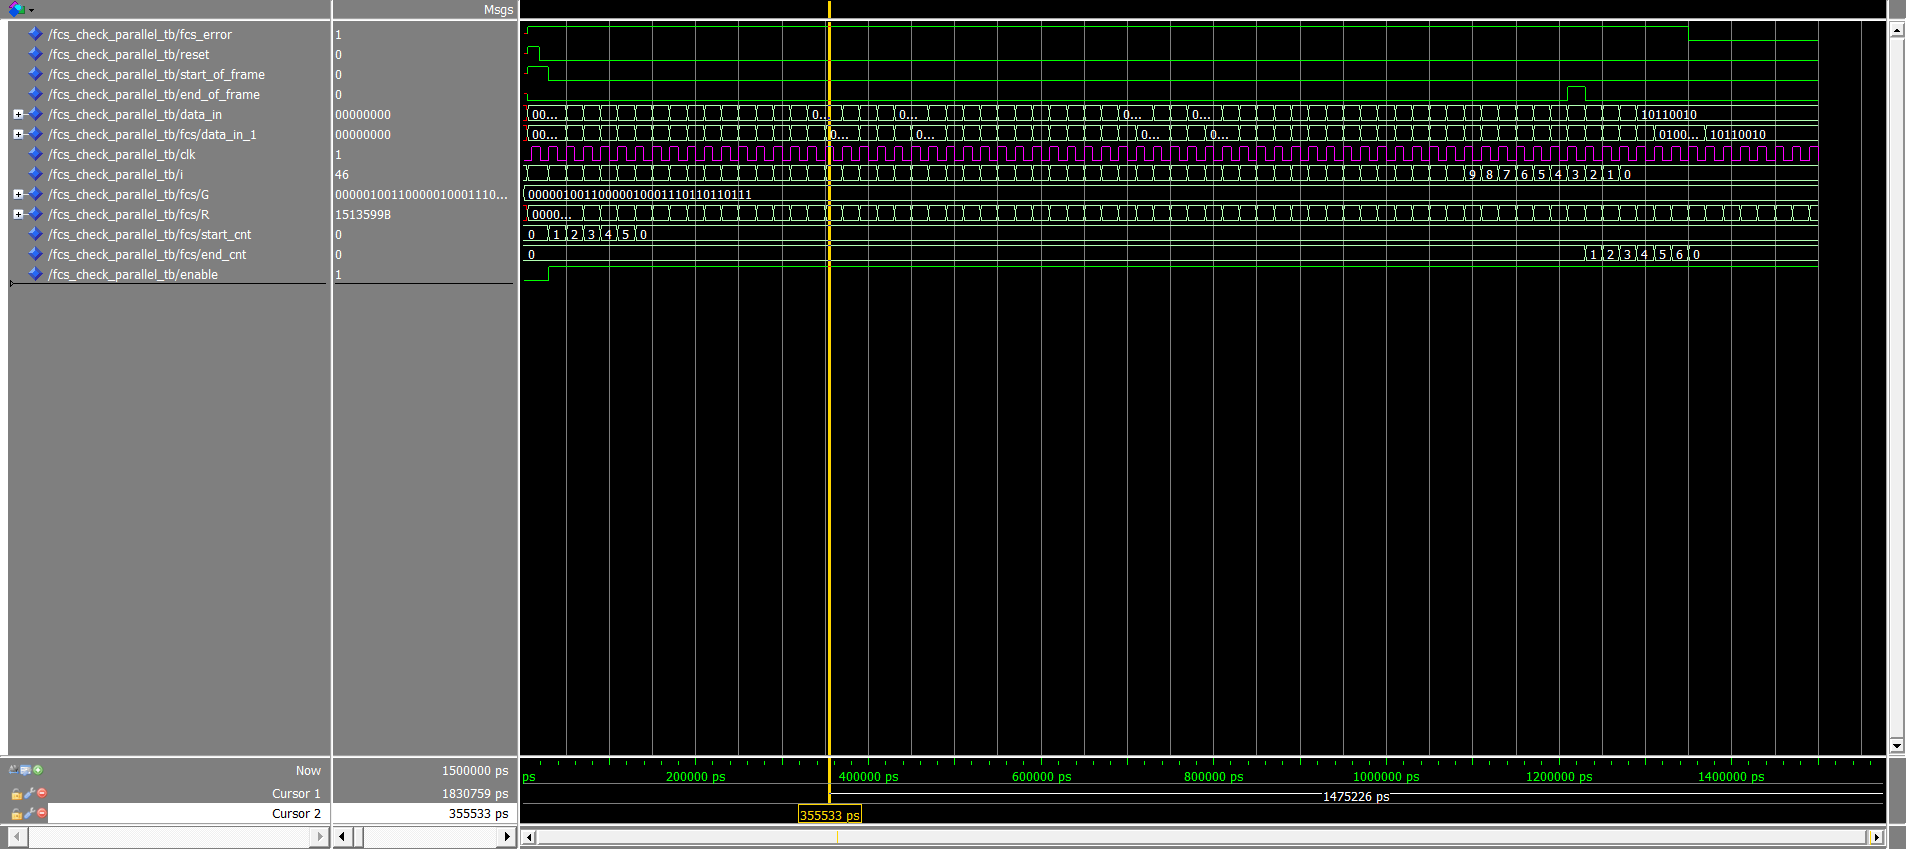 Msgs
/fcs_check_parallel_tb/fcs_error 1
/fcs_check_parallel_tb/reset 0
/fcs_check_parallel_tb/start_of_frame 0
/fcs_check_parallel_tb/end_of_frame 0
/fcs_check_parallel_tb/data_in 00000000 00... 0... 0... 0... 0... 10110010
/fcs_check_parallel_tb/fcs/data_in_1 00000000 00... 0... 0... 0... 0... 0100... 10110010
/fcs_check_parallel_tb/clk 1
/fcs_check_parallel_tb/i 46 9 8 7 6 5 4 3 2 1 0
/fcs_check_parallel_tb/fcs/G 00000100110000010001110... 00000100110000010001110110110111
/fcs_check_parallel_tb/fcs/R 1513599B 0000...
/fcs_check_parallel_tb/fcs/start_cnt 0 0 1 2 3 4 5 0
/fcs_check_parallel_tb/fcs/end_cnt 0 0 1 2 3 4 5 6 0
/fcs_check_parallel_tb/enable 1
Now 1500000 ps ps 200000 ps 400000 ps 600000 ps 800000 ps 1000000 ps 1200000 ps 1400000 ps
Cursor 1 1830759 ps 1475226 ps
Cursor 2 355533 ps 355533 ps